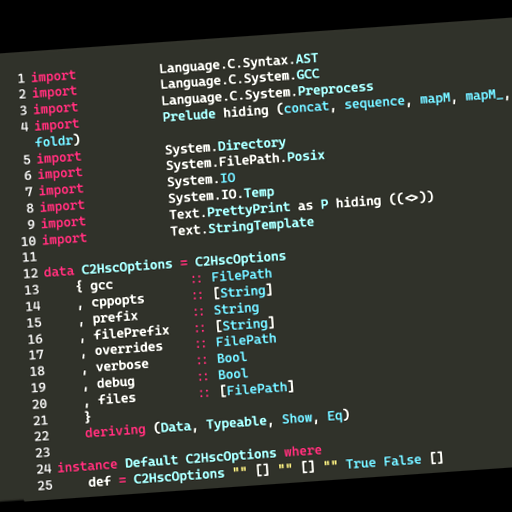 1 import Language.C.Syntax.AST
2 import Language.C.System.GCC
3 import Language.C.System.Preprocess
4 import Prelude hiding (concat, sequence, mapM, mapM_,
foldr)
5 import System.Directory
6 import System.FilePath.Posix
7 import System.IO
8 import System.IO.Temp
9 import Text.PrettyPrint as P hiding ((<>))
10 import Text.StringTemplate
11
12 data C2HscOptions = C2HscOptions
13 { gcc :: FilePath
14 , cppopts :: [String]
15 , prefix :: String
16 , filePrefix :: [String]
17 , overrides :: FilePath
18 , verbose :: Bool
19 , debug :: Bool
20 , files :: [FilePath]
21 }
22 deriving (Data, Typeable, Show, Eq)
23
24 instance Default C2HscOptions where
25 def = C2HscOptions "" [] "" [] "" True False []